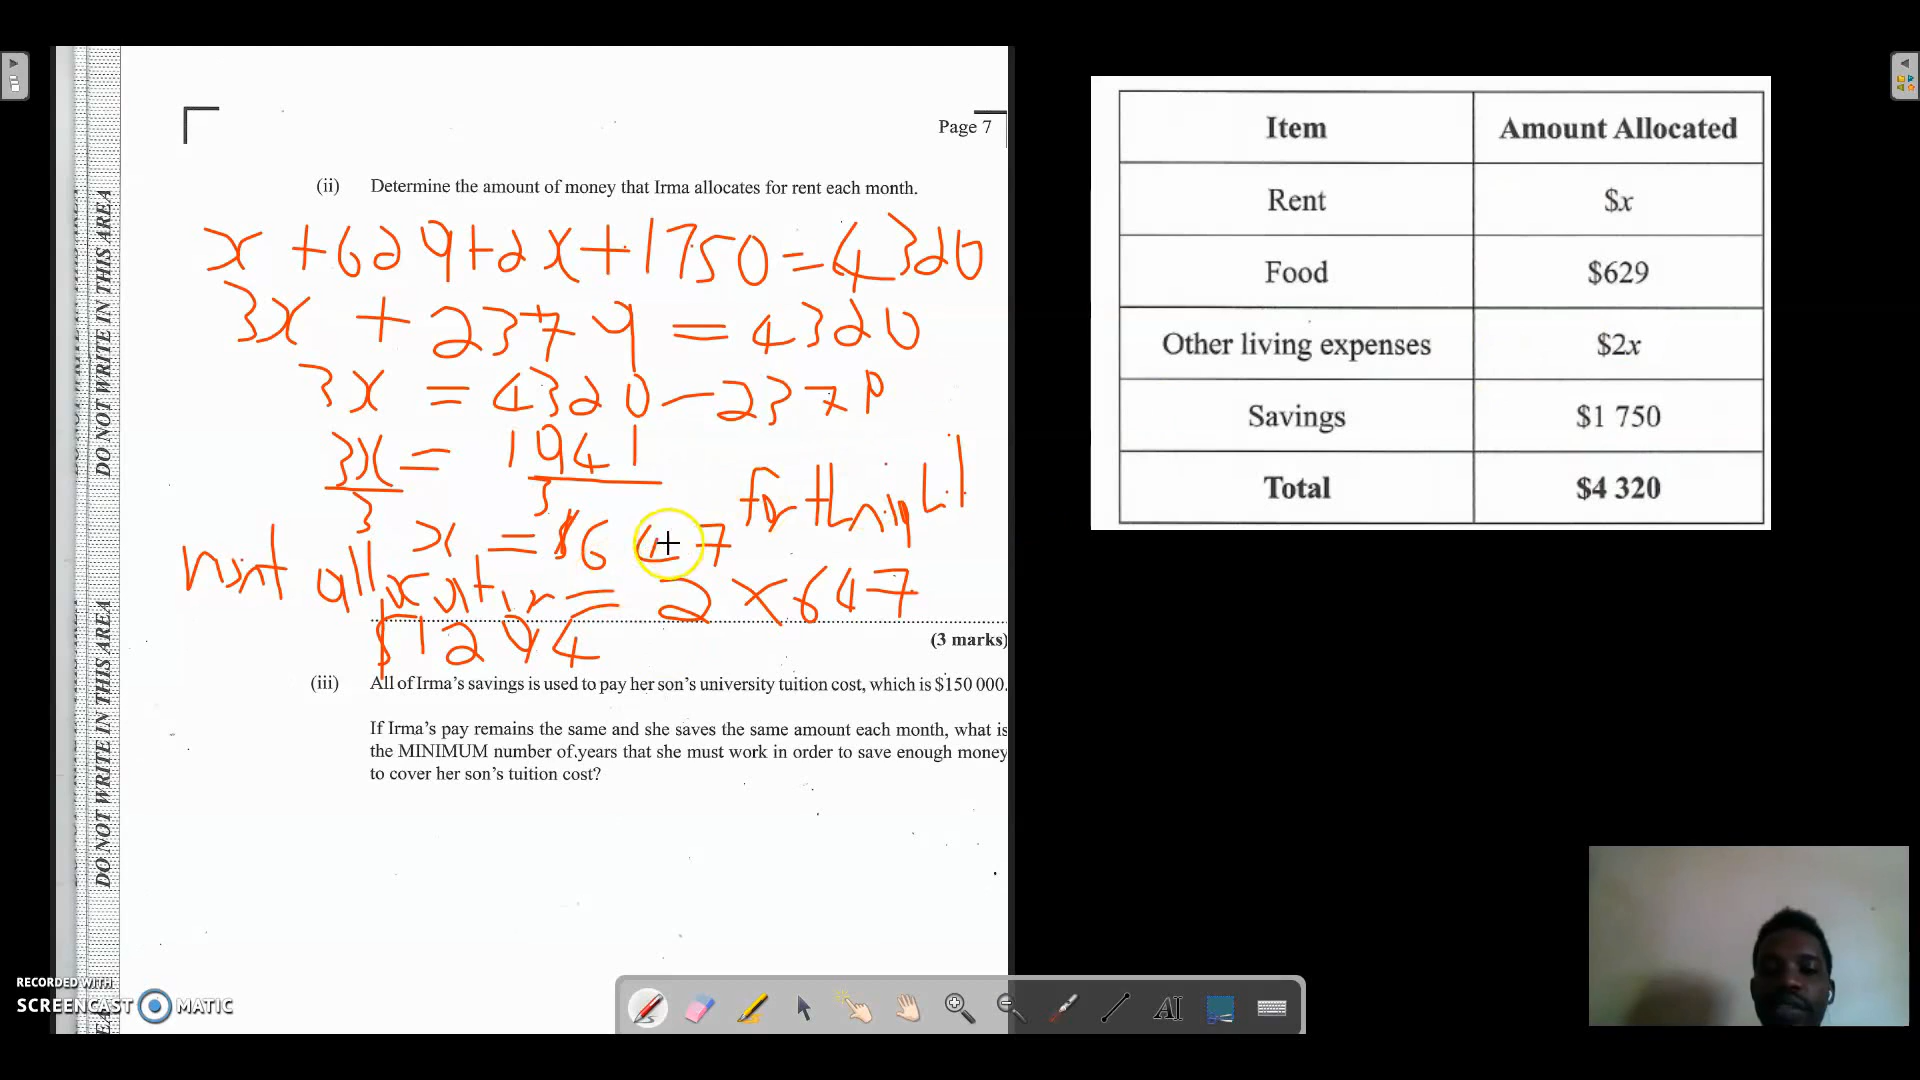 Page 7
(ii) Determine the amount of money that Irma allocates for rent each month.
x + 629 + 2x + 1750 = 4320
3x + 2379 = 4320
3x = 4320 - 2379
3x/3 = 1941/3
x = $647 forthnight
rent allocation = 2 x 647
$1294
(3 marks)
(iii) All of Irma's savings is used to pay her son's university tuition cost, which is $150 000.
If Irma's pay remains the same and she saves the same amount each month, what is
the MINIMUM number of years that she must work in order to save enough money
to cover her son's tuition cost?
DO NOT WRITE IN THIS AREA
DO NOT WRITE IN THIS AREA
Item Amount Allocated
Rent $x
Food $629
Other living expenses $2x
Savings $1 750
Total $4 320
RECORDED WITH
SCREENCAST MATIC
AI